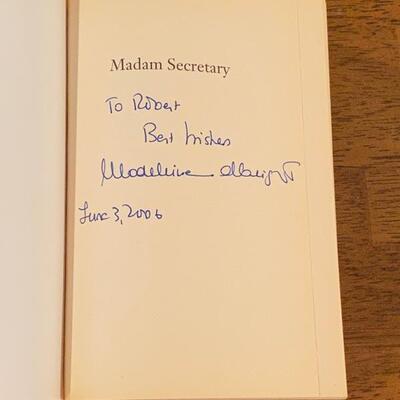 Madam Secretary
To Robert
Best Wishes
Madeleine Albright
June 3, 2006